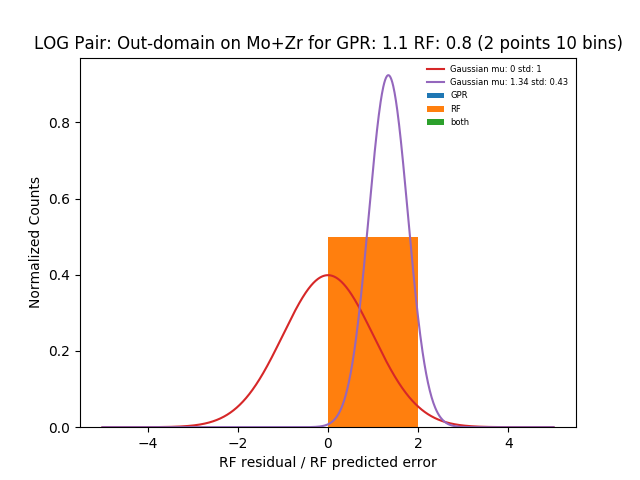 LOG Pair: Out-domain on Mo+Zr for GPR: 1.1 RF: 0.8 (2 points 10 bins)
Gaussian mu: 0 std: 1
Gaussian mu: 1.34 std: 0.43
GPR
RF
both
Normalized Counts
0.8
0.6
0.4
0.2
0.0
−4
−2
0
2
4
RF residual / RF predicted error